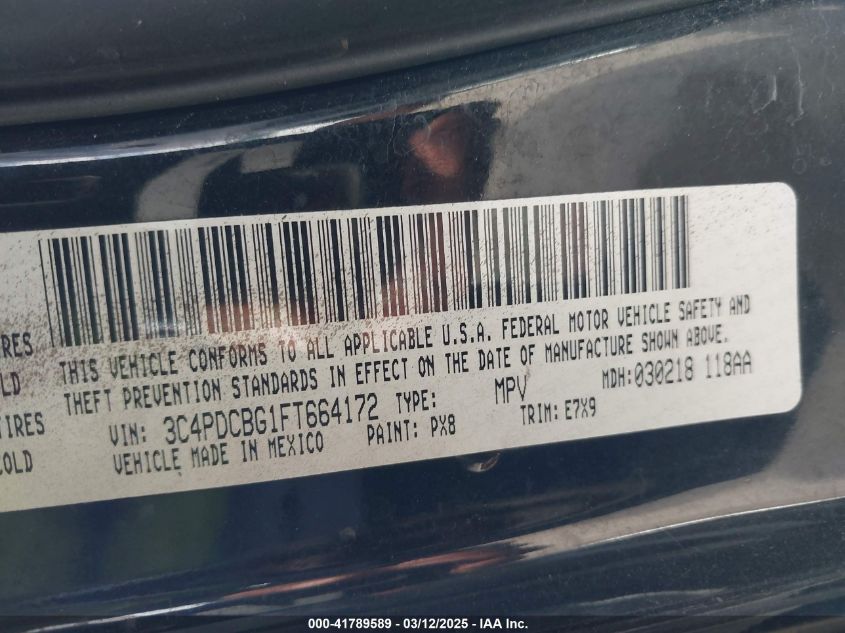 IRES
OLD
TIRES
COLD
THIS VEHICLE CONFORMS TO ALL APPLICABLE U.S.A. FEDERAL MOTOR VEHICLE SAFETY AND
THEFT PREVENTION STANDARDS IN EFFECT ON THE DATE OF MANUFACTURE SHOWN ABOVE.
VIN: 3C4PDCBG1FT664172 TYPE: MPV MDH:030218 118AA
VEHICLE MADE IN MEXICO PAINT: PX8 TRIM: E7X9
000-41789589 - 03/12/2025 - IAA Inc.